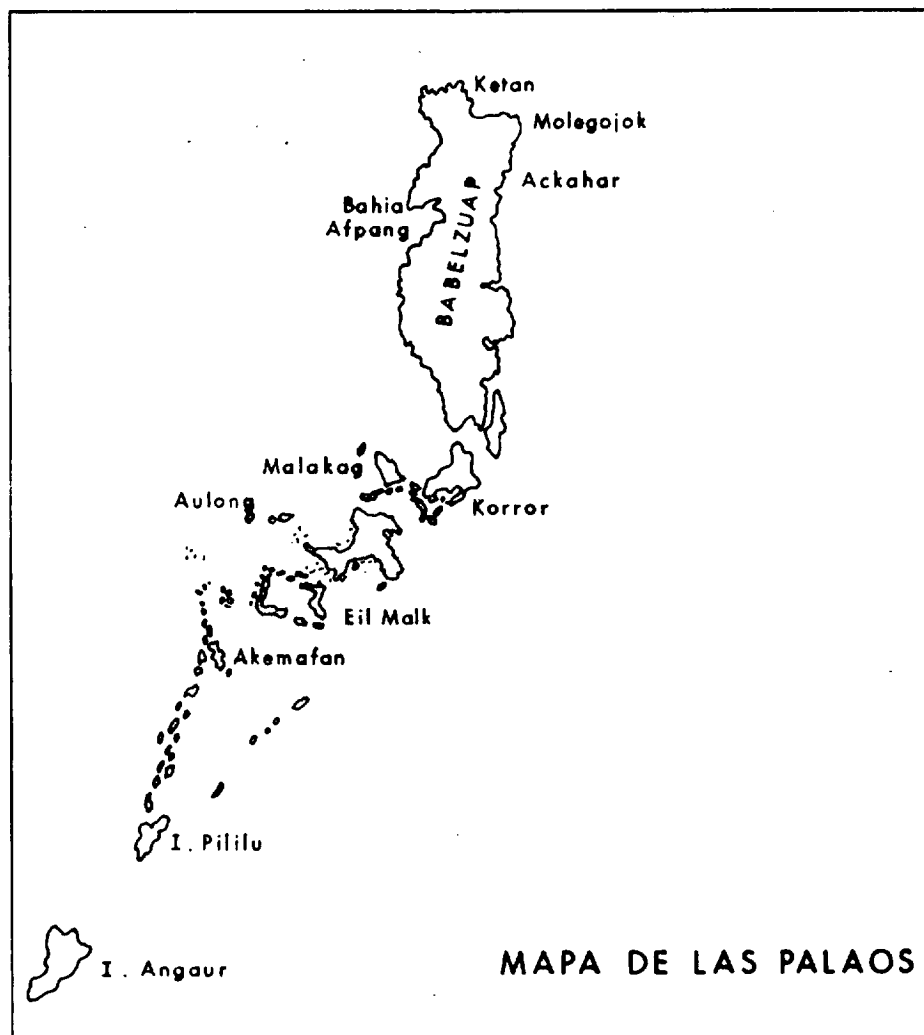 Ketan
Molegojok
Ackahar
Bahia
Afpang
BABELZUAP
Malakag
Aulong
Korror
Eil Malk
Akemafan
I. Pililu
I. Angaur
MAPA DE LAS PALAOS